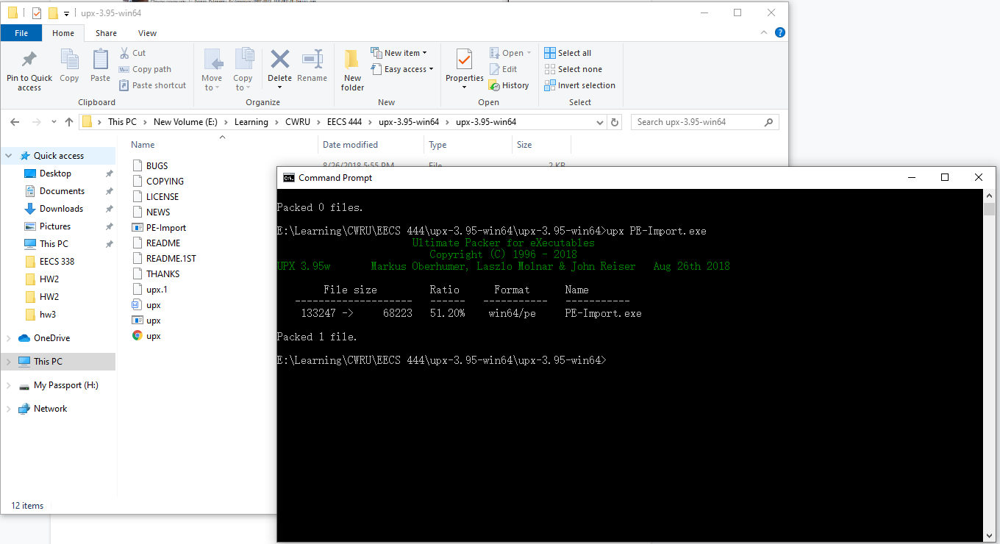 upx-3.95-win64
File Home Share View
Cut
New item
Open
Select all
Copy path
Easy access
Edit
Select none
Pin to Quick access
Copy
Paste
Paste shortcut
Move to
Copy to
Delete
Rename
New folder
Properties
History
Invert selection
Clipboard Organize New Open Select
This PC > New Volume (E:) > Learning > CWRU > EECS 444 > upx-3.95-win64 > upx-3.95-win64
Search upx-3.95-win64
Name Date modified Type Size
Quick access
Desktop
Documents
Downloads
Pictures
This PC
EECS 338
HW2
HW2
hw3
OneDrive
This PC
My Passport (H:)
Network
BUGS 8/26/2018 5:55 PM File 2 KB
COPYING
LICENSE
NEWS
PE-Import
README
README.1ST
THANKS
upx.1
upx
upx
upx
12 items
Command Prompt
Packed 0 files.
E:\Learning\CWRU\EECS 444\upx-3.95-win64\upx-3.95-win64>upx PE-Import.exe
Ultimate Packer for eXecutables
Copyright (C) 1996 - 2018
UPX 3.95w Markus Oberhumer, Laszlo Molnar & John Reiser Aug 26th 2018
File size Ratio Format Name
-------------------- ------ ----------- -----------
133247 -> 68223 51.20% win64/pe PE-Import.exe
Packed 1 file.
E:\Learning\CWRU\EECS 444\upx-3.95-win64\upx-3.95-win64>